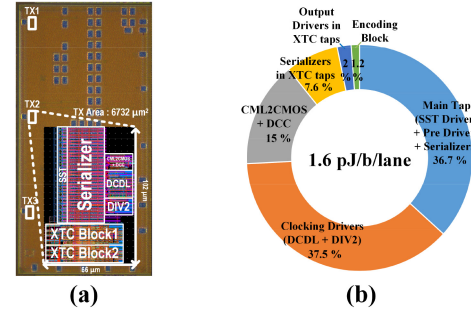 TX1
TX2
TX Area : 6732 μm²
SST
Serializer
CML2CMOS
+ DCC
DCDL
DIV2
102 μm
TX3
XTC Block1
XTC Block2
66 μm
(a)
Output
Drivers in
XTC taps
2
%
Encoding
Block
1.2
%
Serializers
in XTC taps
7.6 %
CML2CMOS
+ DCC
15 %
Main Tap
(SST Driver
+ Pre Driver
+ Serializer)
36.7 %
1.6 pJ/b/lane
Clocking Drivers
(DCDL + DIV2)
37.5 %
(b)